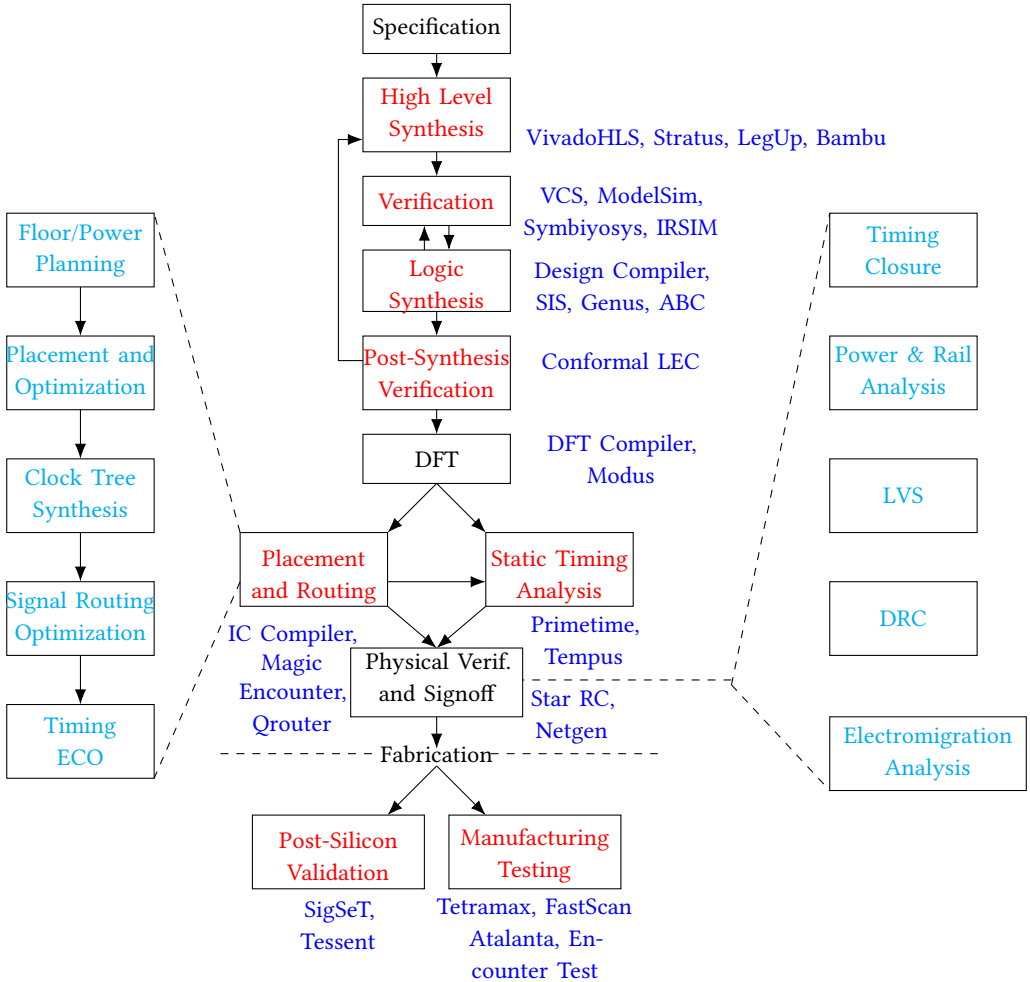 Specification
High Level
Synthesis
VivadoHLS, Stratus, LegUp, Bambu
Verification
VCS, ModelSim,
Symbiyosys, IRSIM
Logic
Synthesis
Design Compiler,
SIS, Genus, ABC
Post-Synthesis
Verification
Conformal LEC
DFT
DFT Compiler,
Modus
Placement
and Routing
Static Timing
Analysis
IC Compiler,
Magic
Encounter,
Qrouter
Primetime,
Tempus
Physical Verif.
and Signoff
Star RC,
Netgen
Fabrication
Post-Silicon
Validation
Manufacturing
Testing
SigSeT,
Tessent
Tetramax, FastScan
Atalanta, En-
counter Test
Floor/Power
Planning
Placement and
Optimization
Clock Tree
Synthesis
Signal Routing
Optimization
Timing
ECO
Timing
Closure
Power & Rail
Analysis
LVS
DRC
Electromigration
Analysis